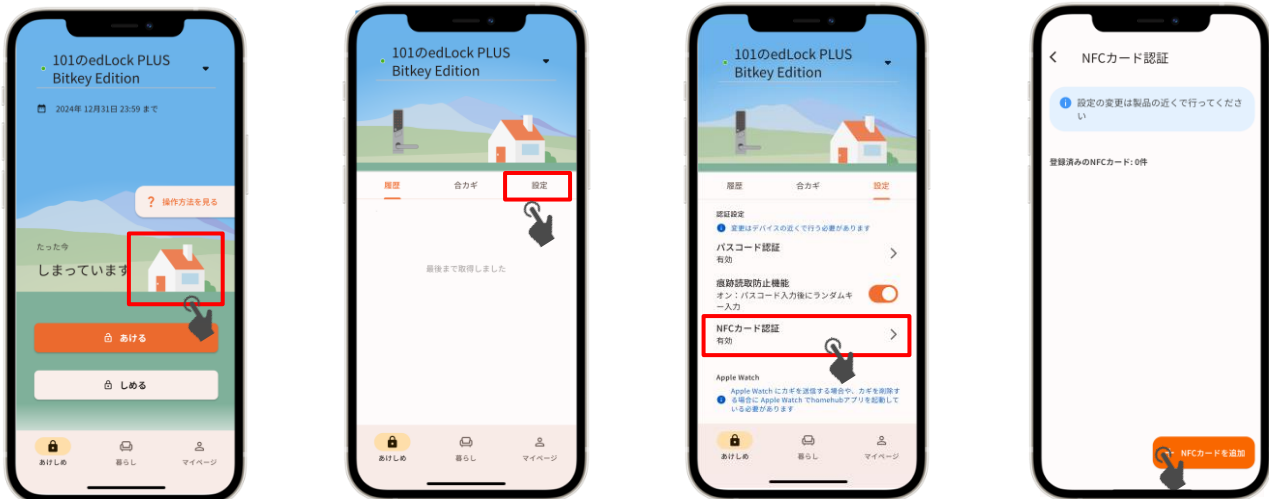 101のedLock PLUS
Bitkey Edition
2024年 12月31日 23:59 まで
? 操作方法を見る
たった今
しまっています
あける
しめる
あけしめ
暮らし
マイページ
101のedLock PLUS
Bitkey Edition
履歴
合カギ
設定
最後まで取得しました
あけしめ
暮らし
マイページ
101のedLock PLUS
Bitkey Edition
履歴
合カギ
設定
認証設定
変更はデバイスの近くで行う必要があります
パスコード認証
有効
痕跡読取防止機能
オン：パスコード入力後にランダムキ
ー入力
NFCカード認証
有効
Apple Watch
Apple Watch にカギを送信する場合や、カギを削除す
る場合に Apple Watch でhomehubアプリを起動して
いる必要があります
あけしめ
暮らし
マイページ
NFCカード認証
設定の変更は製品の近くで行ってくださ
い
登録済みのNFCカード: 0件
NFCカードを追加